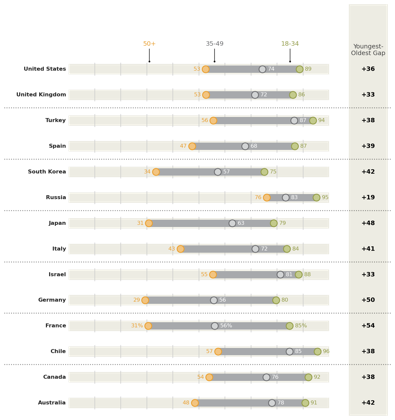 50+ 35-49 18-34 Youngest-
Oldest Gap
United States 53 74 89 +36
United Kingdom 53 72 86 +33
Turkey 56 87 94 +38
Spain 47 68 87 +39
South Korea 34 57 75 +42
Russia 76 83 95 +19
Japan 31 63 79 +48
Italy 43 72 84 +41
Israel 55 81 88 +33
Germany 29 56 80 +50
France 31% 56% 85% +54
Chile 57 85 96 +38
Canada 54 76 92 +38
Australia 48 78 91 +42